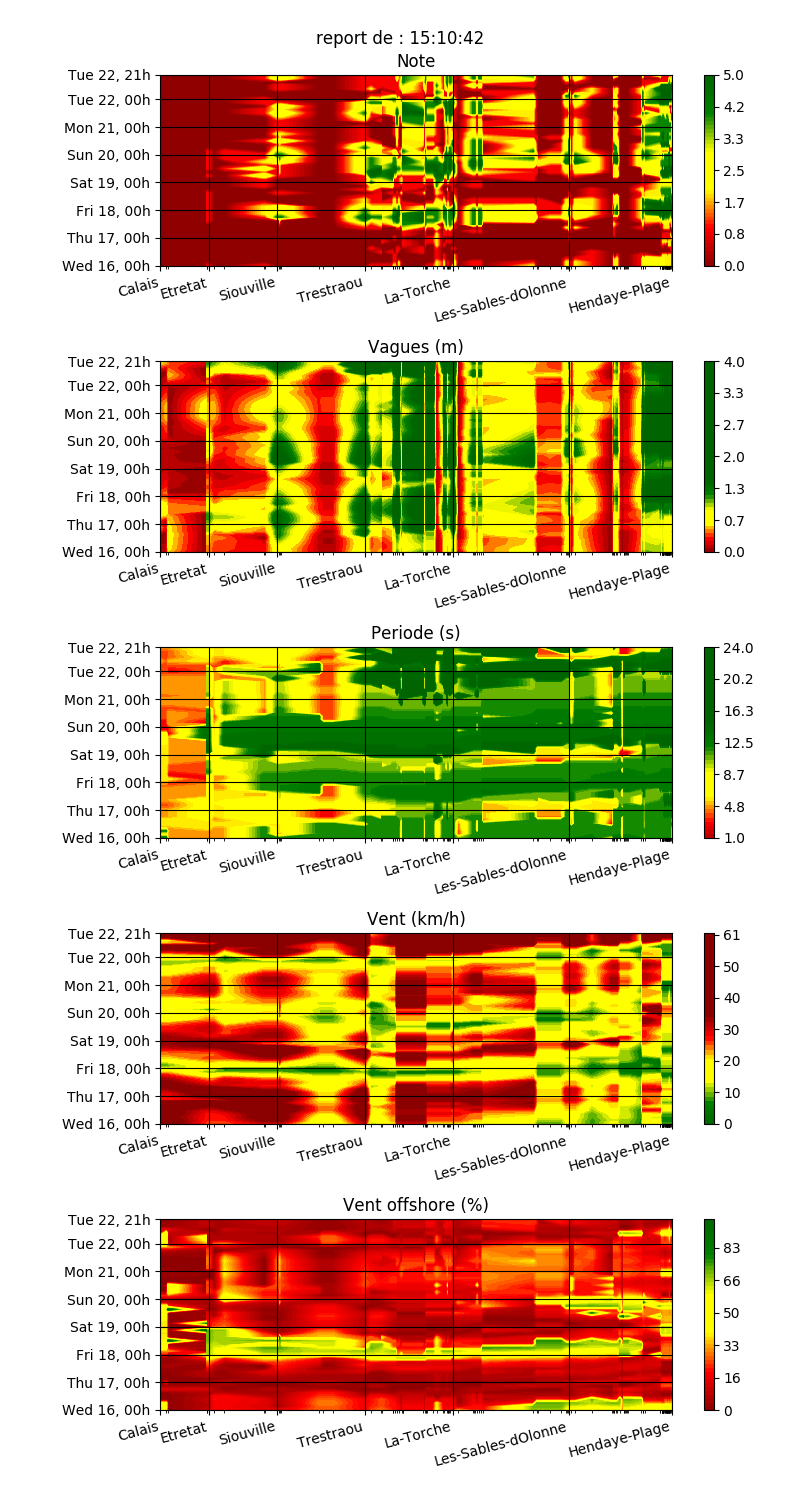 report de : 15:10:42
Note
Tue 22, 21h
Tue 22, 00h
Mon 21, 00h
Sun 20, 00h
Sat 19, 00h
Fri 18, 00h
Thu 17, 00h
Wed 16, 00h
5.0
4.2
3.3
2.5
1.7
0.8
0.0
Calais
Etretat
Siouville
Trestraou
La-Torche
Les-Sables-dOlonne
Hendaye-Plage
Vagues (m)
Tue 22, 21h
Tue 22, 00h
Mon 21, 00h
Sun 20, 00h
Sat 19, 00h
Fri 18, 00h
Thu 17, 00h
Wed 16, 00h
4.0
3.3
2.7
2.0
1.3
0.7
0.0
Calais
Etretat
Siouville
Trestraou
La-Torche
Les-Sables-dOlonne
Hendaye-Plage
Periode (s)
Tue 22, 21h
Tue 22, 00h
Mon 21, 00h
Sun 20, 00h
Sat 19, 00h
Fri 18, 00h
Thu 17, 00h
Wed 16, 00h
24.0
20.2
16.3
12.5
8.7
4.8
1.0
Calais
Etretat
Siouville
Trestraou
La-Torche
Les-Sables-dOlonne
Hendaye-Plage
Vent (km/h)
Tue 22, 21h
Tue 22, 00h
Mon 21, 00h
Sun 20, 00h
Sat 19, 00h
Fri 18, 00h
Thu 17, 00h
Wed 16, 00h
61
50
40
30
20
10
0
Calais
Etretat
Siouville
Trestraou
La-Torche
Les-Sables-dOlonne
Hendaye-Plage
Vent offshore (%)
Tue 22, 21h
Tue 22, 00h
Mon 21, 00h
Sun 20, 00h
Sat 19, 00h
Fri 18, 00h
Thu 17, 00h
Wed 16, 00h
83
66
50
33
16
0
Calais
Etretat
Siouville
Trestraou
La-Torche
Les-Sables-dOlonne
Hendaye-Plage